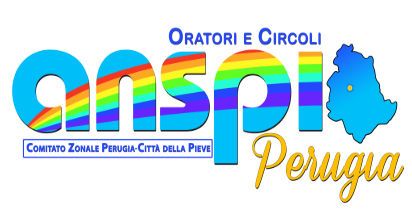 ORATORI E CIRCOLI
anspi
COMITATO ZONALE PERUGIA-CITTÀ DELLA PIEVE
Perugia